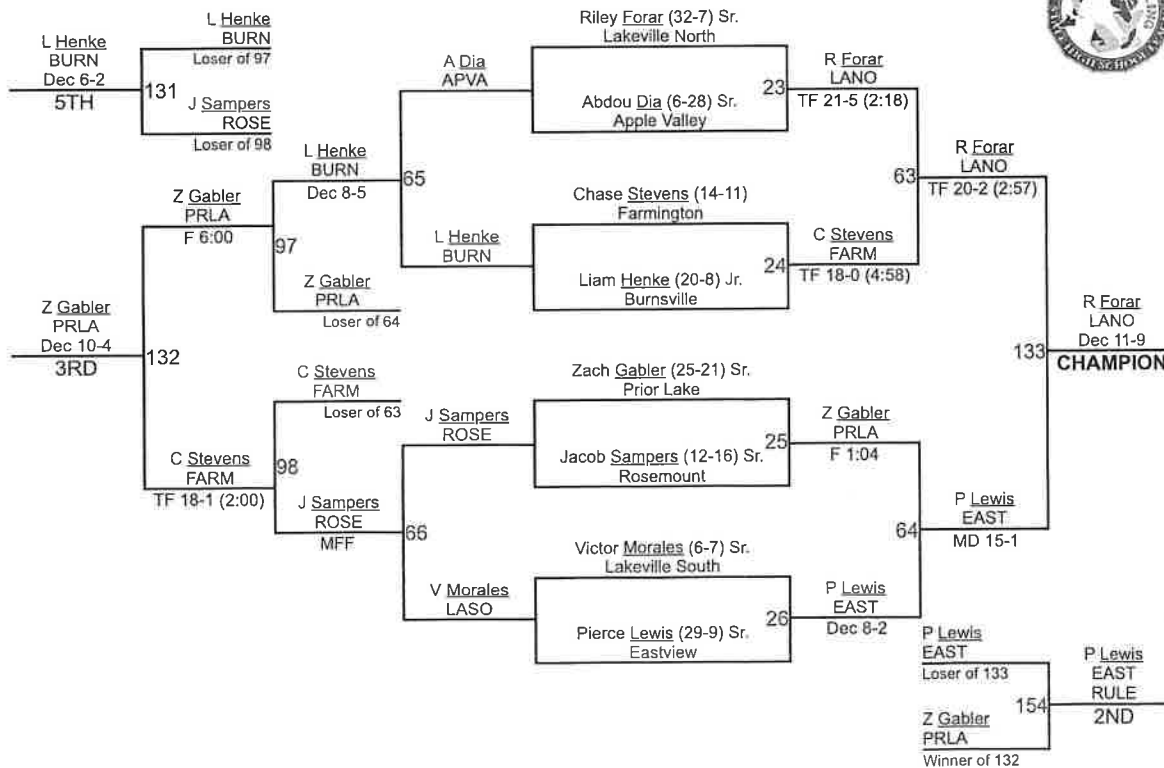 L Henke
BURN
Dec 6-2
5TH
L Henke
BURN
Loser of 97
131
J Sampers
ROSE
Loser of 98
Z Gabler
PRLA
F 6:00
L Henke
BURN
Dec 8-5
97
Z Gabler
PRLA
Loser of 64
Z Gabler
PRLA
Dec 10-4
3RD
132
C Stevens
FARM
Loser of 63
C Stevens
FARM
TF 18-1 (2:00)
98
J Sampers
ROSE
MFF
A Dia
APVA
65
L Henke
BURN
J Sampers
ROSE
66
V Morales
LASO
Riley Forar (32-7) Sr.
Lakeville North
23
Abdou Dia (6-28) Sr.
Apple Valley
Chase Stevens (14-11)
Farmington
24
Liam Henke (20-8) Jr.
Burnsville
Zach Gabler (25-21) Sr.
Prior Lake
25
Jacob Sampers (12-16) Sr.
Rosemount
Victor Morales (6-7) Sr.
Lakeville South
26
Pierce Lewis (29-9) Sr.
Eastview
R Forar
LANO
TF 21-5 (2:18)
63
C Stevens
FARM
TF 18-0 (4:58)
Z Gabler
PRLA
F 1:04
64
P Lewis
EAST
Dec 8-2
R Forar
LANO
TF 20-2 (2:57)
133
P Lewis
EAST
MD 15-1
R Forar
LANO
Dec 11-9
CHAMPION
P Lewis
EAST
Loser of 133
154
Z Gabler
PRLA
Winner of 132
P Lewis
EAST
RULE
2ND